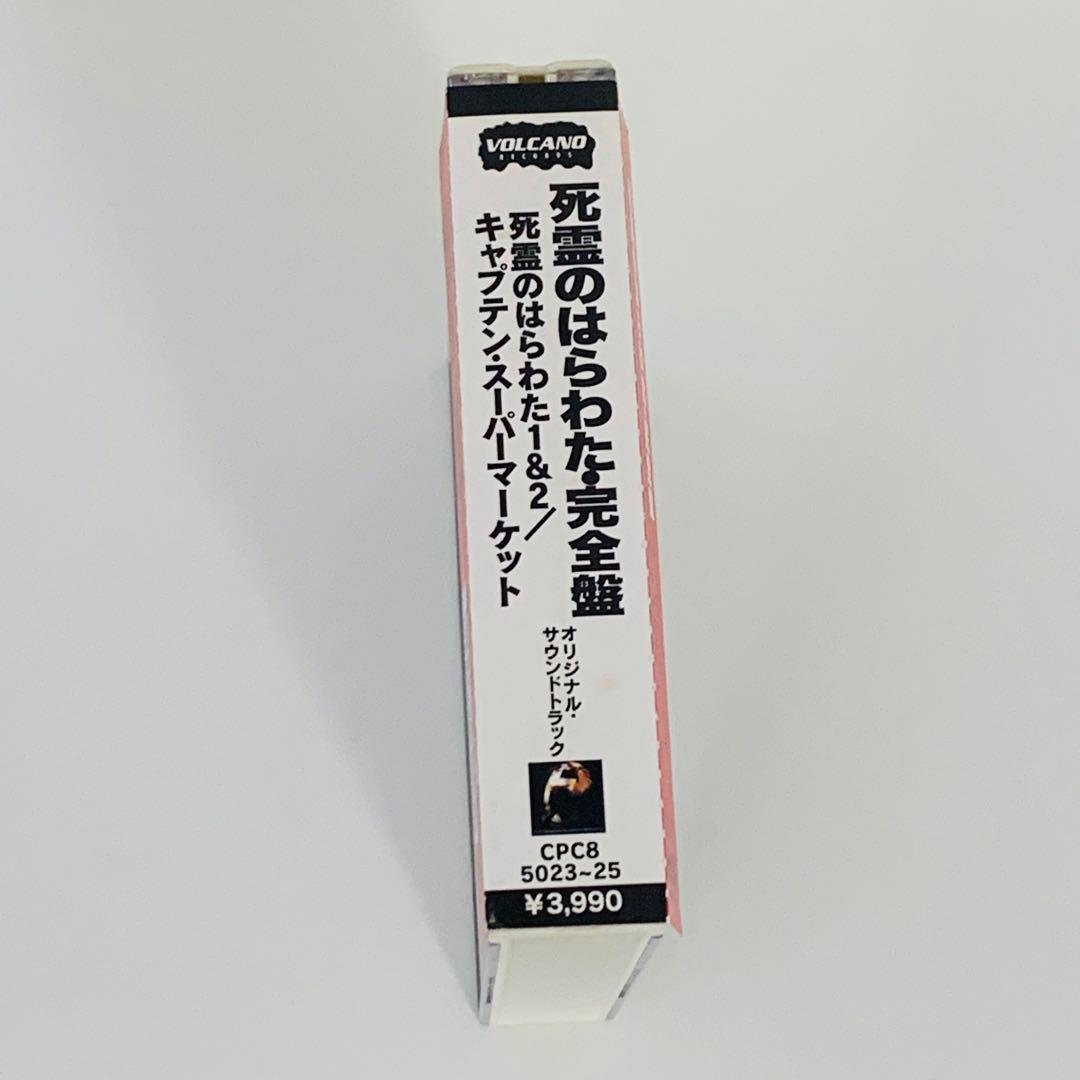 VOLCANO
RECORDS
死霊のはらわた・完全盤
死霊のはらわた1&2/
キャプテン・スーパーマーケット
オリジナル・
サウンドトラック
CPC8
5023~25
¥3,990